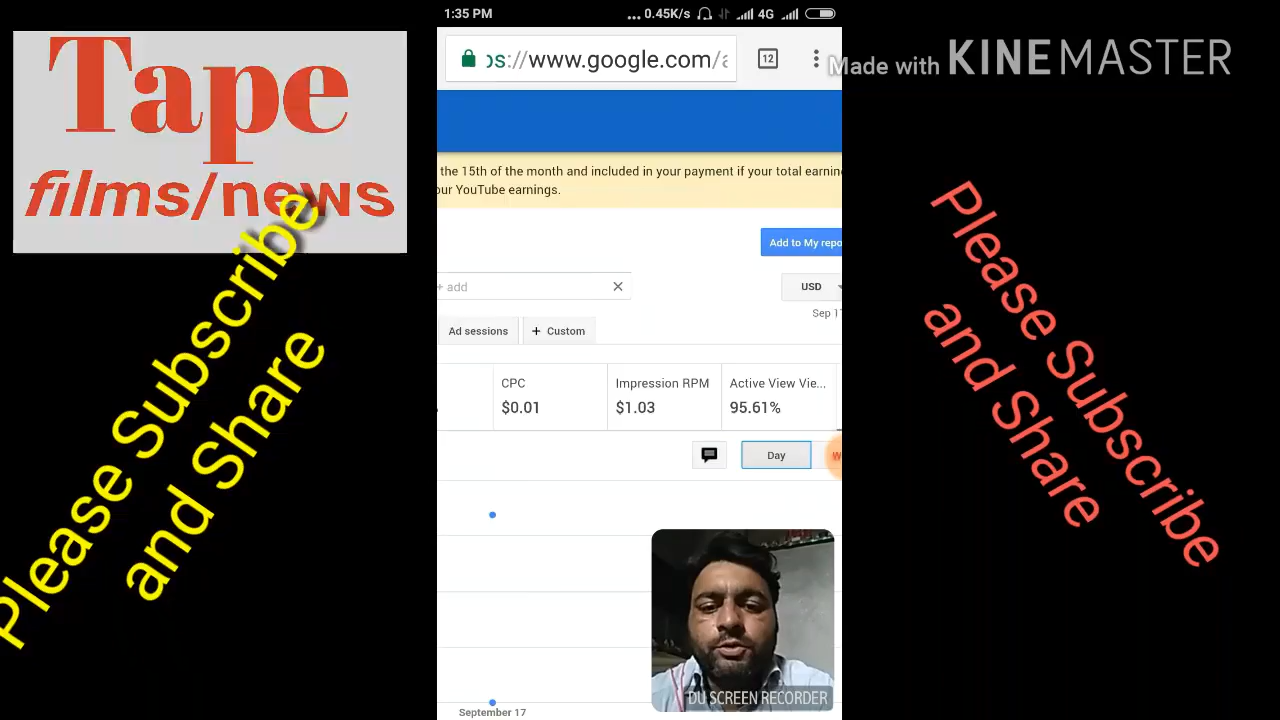 1:35 PM
... 0.45K/s
4G
Tape
films/news
ps://www.google.com/a
12
Made with KINEMASTER
the 15th of the month and included in your payment if your total earnin
our YouTube earnings.
Add to My repo
+ add
USD
Sep 17
Ad sessions
+ Custom
CPC
Impression RPM
Active View Vie...
$0.01
$1.03
95.61%
Day
W
Please Subscribe
and Share
Please Subscribe
and Share
DU SCREEN RECORDER
September 17